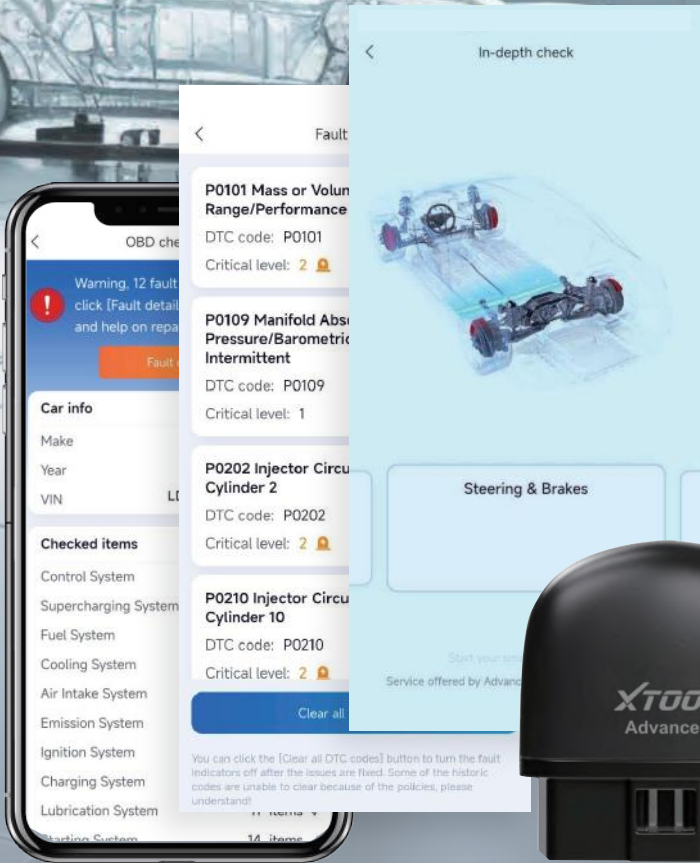 OBD che
Warning, 12 fault
click [Fault detail
and help on repa
Fault
Car info
Make
Year
VIN
Checked items
Control System
Supercharging System
Fuel System
Cooling System
Air Intake System
Emission System
Ignition System
Charging System
Lubrication System
items
Starting System
14 items
Fault
P0101 Mass or Volun
Range/Performance
DTC code: P0101
Critical level: 2
P0109 Manifold Abs
Pressure/Barometric
Intermittent
DTC code: P0109
Critical level: 1
P0202 Injector Circu
Cylinder 2
DTC code: P0202
Critical level: 2
P0210 Injector Circu
Cylinder 10
DTC code: P0210
Critical level: 2
Clear all
You can click the [Clear all DTC codes] button to turn the fault
indicators off after the issues are fixed. Some of the historic
codes are unable to clear because of the policies, please
understand!
In-depth check
Steering & Brakes
Start your
Service offered by Advanc
XTOO
Advance